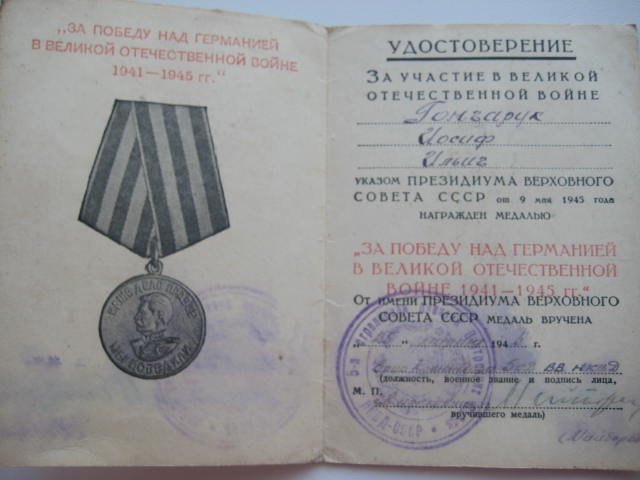 „ЗА ПОБЕДУ НАД ГЕРМАНИЕЙ
В ВЕЛИКОЙ ОТЕЧЕСТВЕННОЙ ВОЙНЕ
1941—1945 гг.“
НАШЕ ДЕЛО ПРАВОЕ
МЫ ПОБЕДИЛИ
УДОСТОВЕРЕНИЕ
ЗА УЧАСТИЕ В ВЕЛИКОЙ
ОТЕЧЕСТВЕННОЙ ВОЙНЕ
Гончарук
Иосиф
Ильич
УКАЗОМ ПРЕЗИДИУМА ВЕРХОВНОГО
СОВЕТА СССР от 9 мая 1945 года
НАГРАЖДЕН МЕДАЛЬЮ
„ЗА ПОБЕДУ НАД ГЕРМАНИЕЙ
В ВЕЛИКОЙ ОТЕЧЕСТВЕННОЙ
ВОЙНЕ 1941—1945 гг.“
От имени ПРЕЗИДИУМА ВЕРХОВНОГО
СОВЕТА СССР МЕДАЛЬ ВРУЧЕНА
194 г.
ВВ НКВД
(должность, военное звание и подпись лица,
М. П.
вручившего медаль)